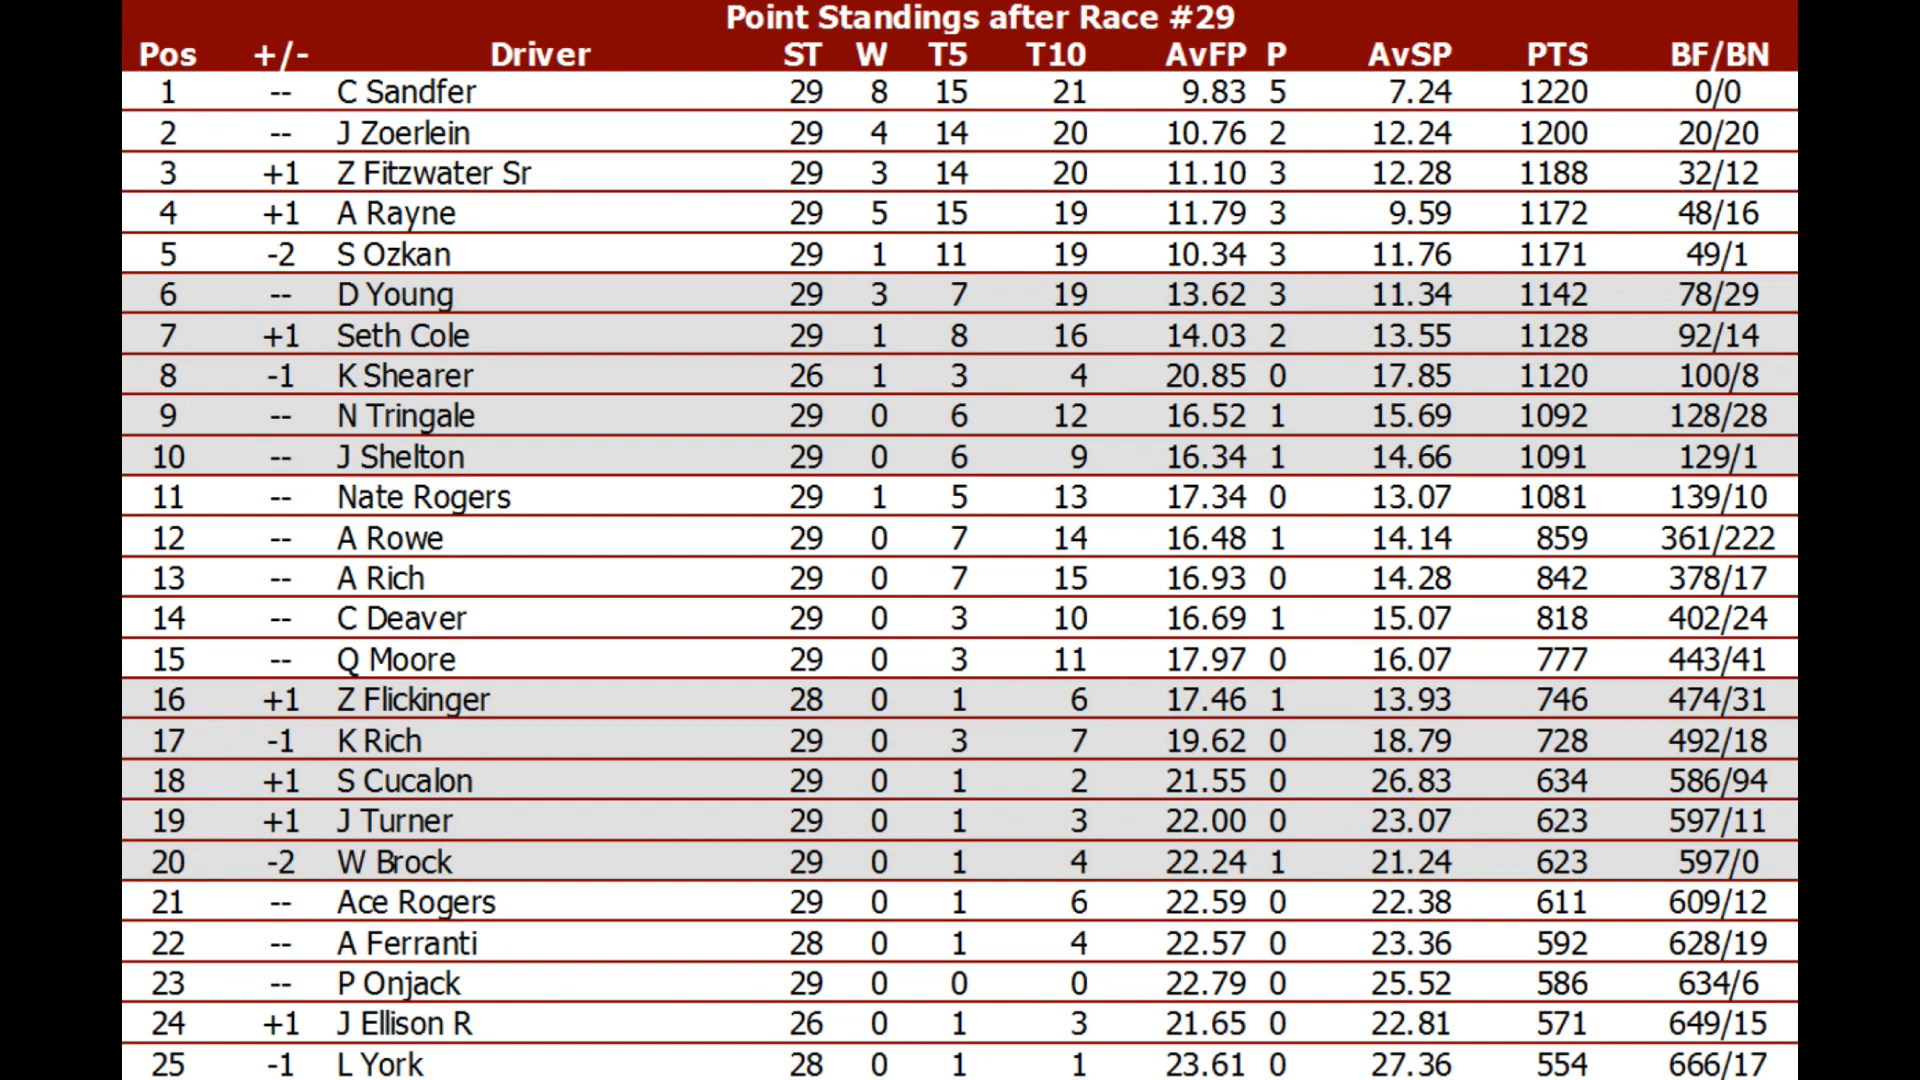 Point Standings after Race #29
Pos +/- Driver ST W T5 T10 AvFP P AvSP PTS BF/BN
1 -- C Sandfer 29 8 15 21 9.83 5 7.24 1220 0/0
2 -- J Zoerlein 29 4 14 20 10.76 2 12.24 1200 20/20
3 +1 Z Fitzwater Sr 29 3 14 20 11.10 3 12.28 1188 32/12
4 +1 A Rayne 29 5 15 19 11.79 3 9.59 1172 48/16
5 -2 S Ozkan 29 1 11 19 10.34 3 11.76 1171 49/1
6 -- D Young 29 3 7 19 13.62 3 11.34 1142 78/29
7 +1 Seth Cole 29 1 8 16 14.03 2 13.55 1128 92/14
8 -1 K Shearer 26 1 3 4 20.85 0 17.85 1120 100/8
9 -- N Tringale 29 0 6 12 16.52 1 15.69 1092 128/28
10 -- J Shelton 29 0 6 9 16.34 1 14.66 1091 129/1
11 -- Nate Rogers 29 1 5 13 17.34 0 13.07 1081 139/10
12 -- A Rowe 29 0 7 14 16.48 1 14.14 859 361/222
13 -- A Rich 29 0 7 15 16.93 0 14.28 842 378/17
14 -- C Deaver 29 0 3 10 16.69 1 15.07 818 402/24
15 -- Q Moore 29 0 3 11 17.97 0 16.07 777 443/41
16 +1 Z Flickinger 28 0 1 6 17.46 1 13.93 746 474/31
17 -1 K Rich 29 0 3 7 19.62 0 18.79 728 492/18
18 +1 S Cucalon 29 0 1 2 21.55 0 26.83 634 586/94
19 +1 J Turner 29 0 1 3 22.00 0 23.07 623 597/11
20 -2 W Brock 29 0 1 4 22.24 1 21.24 623 597/0
21 -- Ace Rogers 29 0 1 6 22.59 0 22.38 611 609/12
22 -- A Ferranti 28 0 1 4 22.57 0 23.36 592 628/19
23 -- P Onjack 29 0 0 0 22.79 0 25.52 586 634/6
24 +1 J Ellison R 26 0 1 3 21.65 0 22.81 571 649/15
25 -1 L York 28 0 1 1 23.61 0 27.36 554 666/17